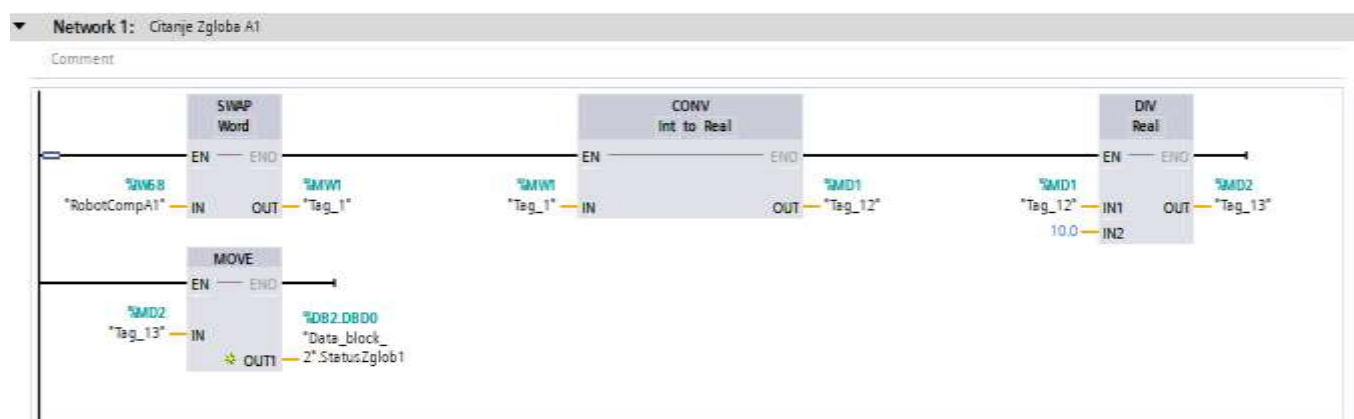 Network 1: Citanje Zgloba A1
Comment
SWAP
Word
CONV
Int to Real
DIV
Real
EN ENO
EN ENO
EN ENO
%IW68
"RobotCompA1" IN
%MW1
OUT "Tag_1"
%MW1
"Tag_1" IN
%MD1
OUT "Tag_12"
%MD1
"Tag_12" IN1
%MD2
OUT "Tag_13"
10.0 IN2
MOVE
EN ENO
%MD2
"Tag_13" IN
%DB2.DBD0
"Data_block_
OUT1 2".StatusZglob1